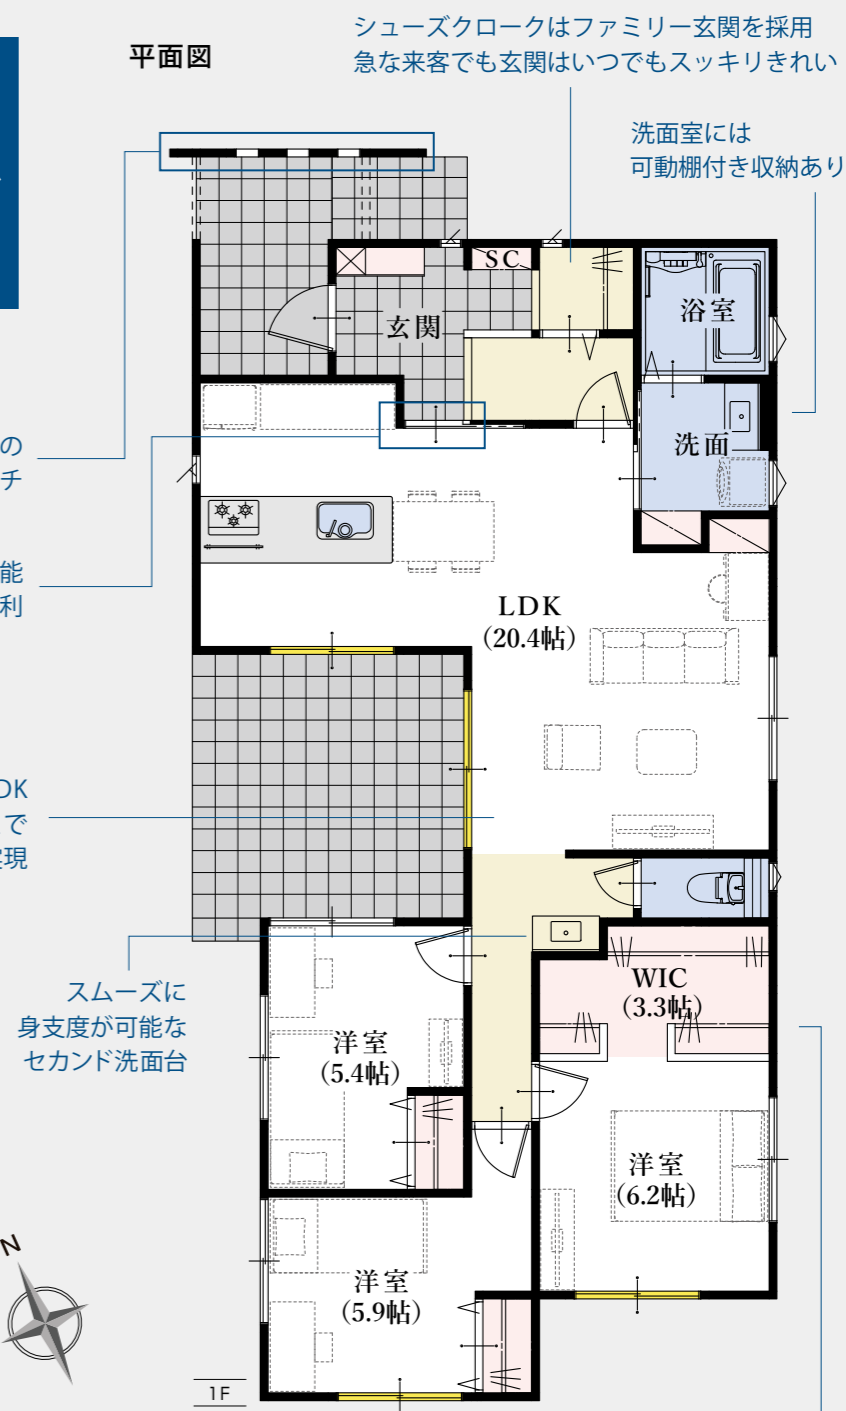 平面図
シューズクロークはファミリー玄関を採用
急な来客でも玄関はいつでもスッキリきれい
洗面室には
可動棚付き収納あり
SC
玄関
浴室
洗面
の
チ
能
利
LDK
(20.4帖)
DK
で
現
スムーズに
身支度が可能な
セカンド洗面台
WIC
(3.3帖)
洋室
(5.4帖)
洋室
(6.2帖)
洋室
(5.9帖)
N
1F